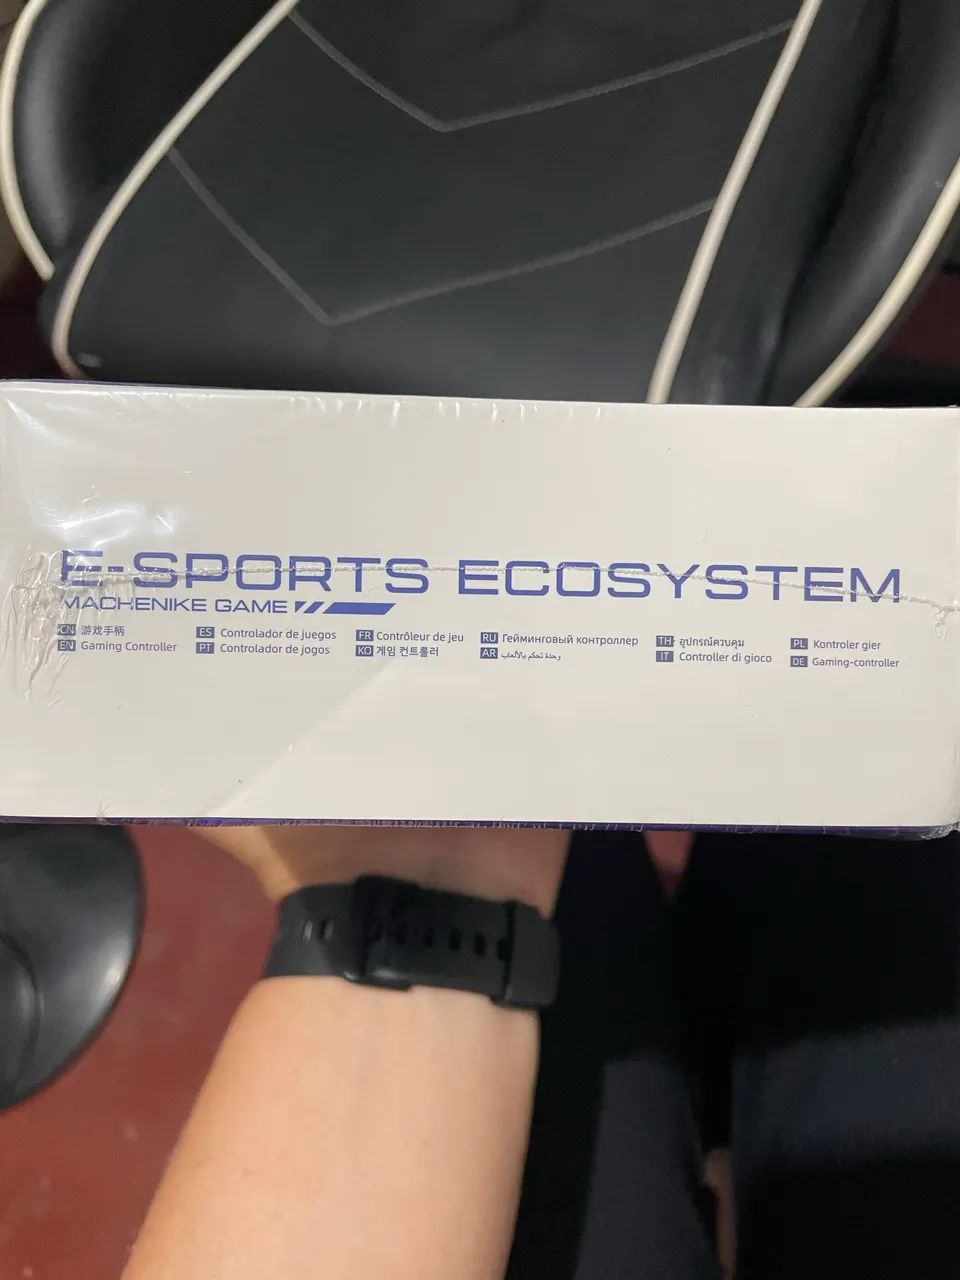 E-SPORTS ECOSYSTEM
MACHENIKE GAME
CN 游戏手柄
EN Gaming Controller
ES Controlador de juegos
PT Controlador de jogos
FR Contrôleur de jeu
KO 게임 컨트롤러
RU Гейминговый контроллер
AR وحدة تحكم بالألعاب
TH อุปกรณ์ควบคุม
IT Controller di gioco
PL Kontroler gier
DE Gaming-controller